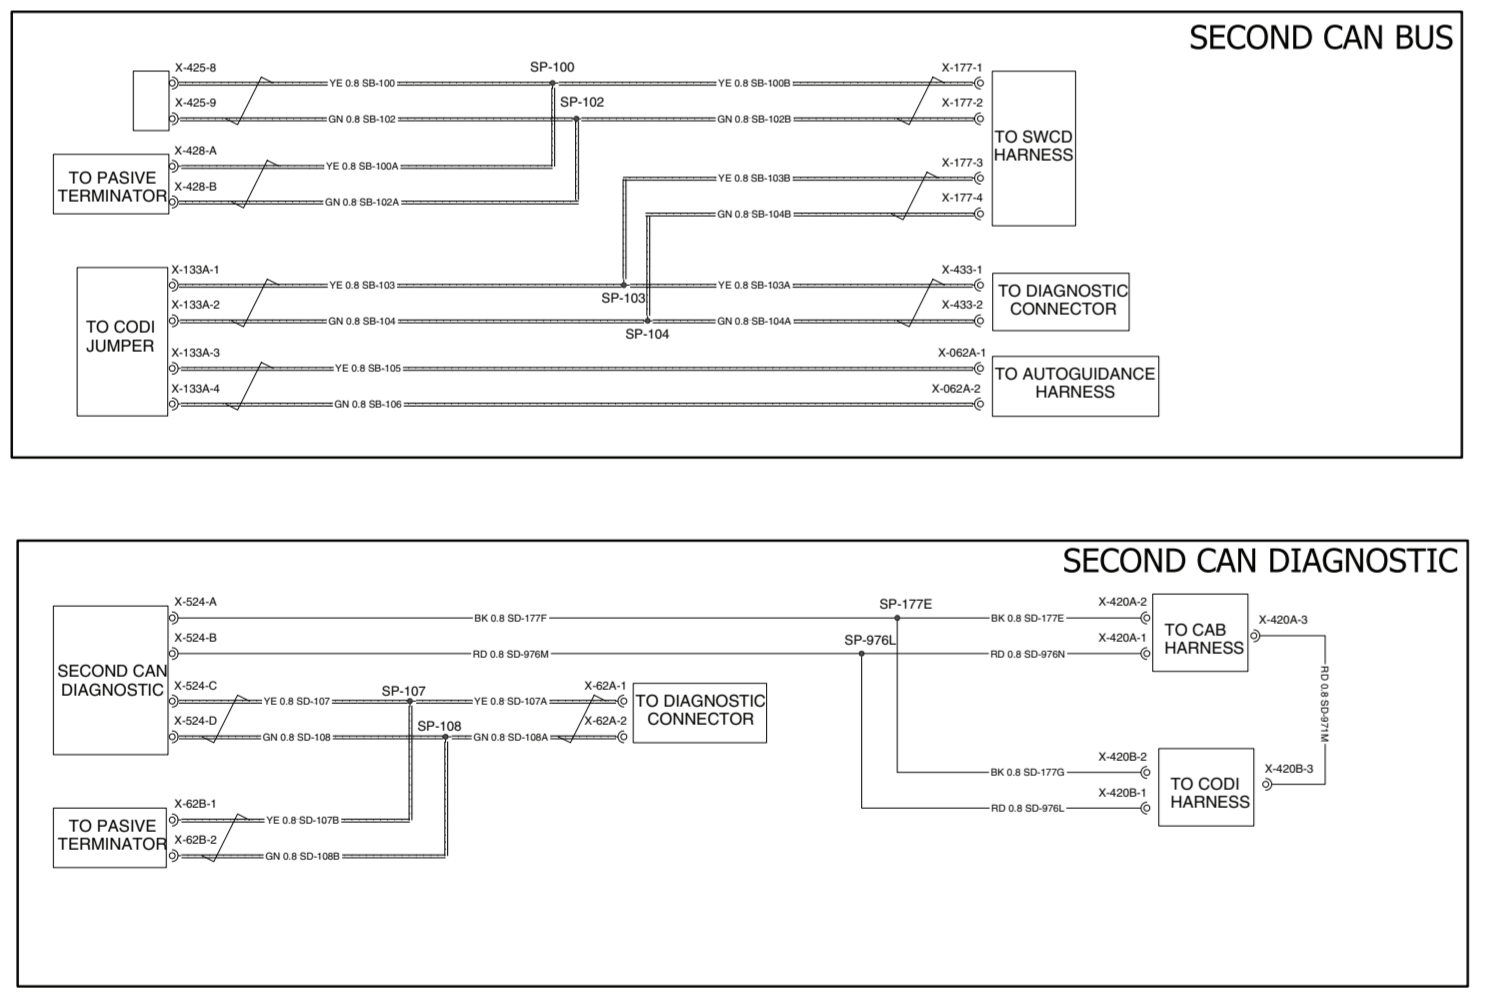 SECOND CAN BUS
X-425-8
YE 0.8 SB-100
SP-100
YE 0.8 SB-100B
X-177-1
X-425-9
GN 0.8 SB-102
SP-102
GN 0.8 SB-102B
X-177-2
TO SWCD
HARNESS
X-428-A
YE 0.8 SB-100A
TO PASIVE
TERMINATOR
X-428-B
GN 0.8 SB-102A
YE 0.8 SB-103B
X-177-3
GN 0.8 SB-104B
X-177-4
X-133A-1
YE 0.8 SB-103
SP-103
YE 0.8 SB-103A
X-433-1
X-133A-2
GN 0.8 SB-104
SP-104
GN 0.8 SB-104A
X-433-2
TO DIAGNOSTIC
CONNECTOR
TO CODI
JUMPER
X-133A-3
YE 0.8 SB-105
X-062A-1
X-133A-4
GN 0.8 SB-106
X-062A-2
TO AUTOGUIDANCE
HARNESS
SECOND CAN DIAGNOSTIC
X-524-A
BK 0.8 SD-177F
SP-177E
BK 0.8 SD-177E
X-420A-2
X-524-B
RD 0.8 SD-976M
SP-976L
RD 0.8 SD-976N
X-420A-1
TO CAB
HARNESS
X-420A-3
RD 0.8 SD-971M
SECOND CAN
DIAGNOSTIC
X-524-C
YE 0.8 SD-107
SP-107
YE 0.8 SD-107A
X-62A-1
X-524-D
GN 0.8 SD-108
SP-108
GN 0.8 SD-108A
X-62A-2
TO DIAGNOSTIC
CONNECTOR
BK 0.8 SD-177G
X-420B-2
RD 0.8 SD-976L
X-420B-1
TO CODI
HARNESS
X-420B-3
X-62B-1
YE 0.8 SD-107B
TO PASIVE
TERMINATOR
X-62B-2
GN 0.8 SD-108B